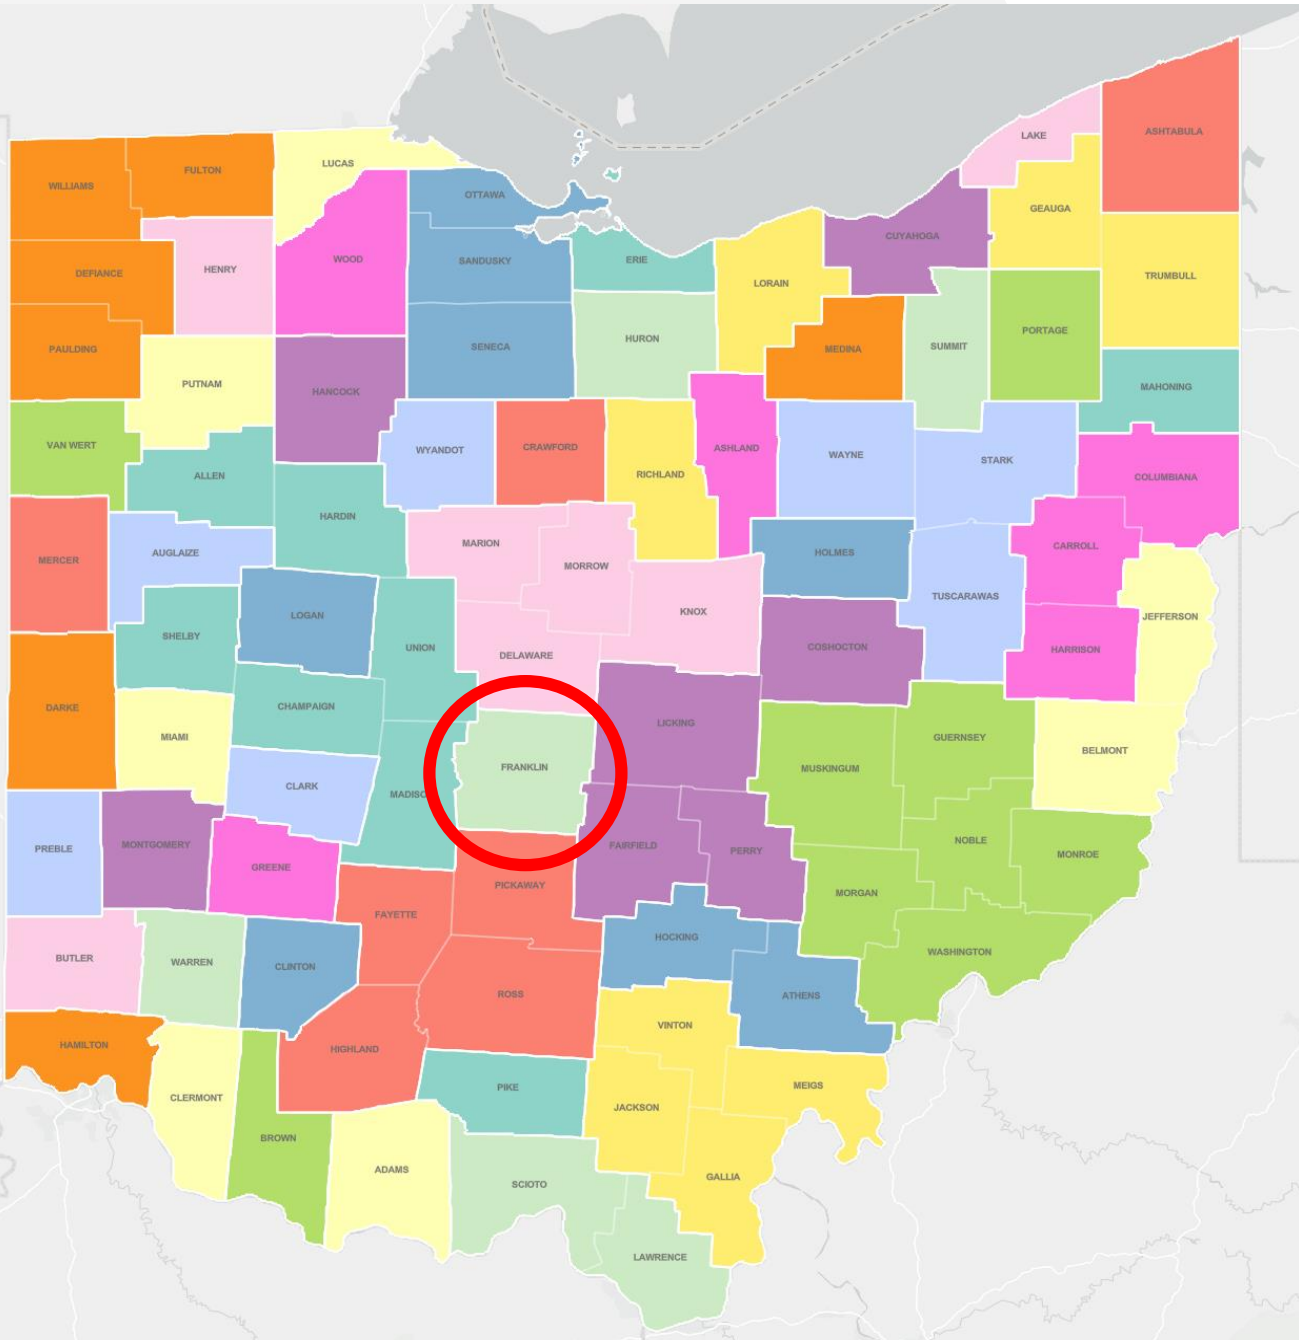 LAKE
ASHTABULA
LUCAS
FULTON
WILLIAMS
OTTAWA
GEAUGA
CUYAHOGA
WOOD
SANDUSKY
ERIE
HENRY
DEFIANCE
TRUMBULL
LORAIN
PORTAGE
HURON
SENECA
SUMMIT
PAULDING
MEDINA
PUTNAM
MAHONING
HANCOCK
VAN WERT
CRAWFORD
ASHLAND
WYANDOT
WAYNE
STARK
RICHLAND
ALLEN
COLUMBIANA
HARDIN
MARION
CARROLL
AUGLAIZE
HOLMES
MERCER
MORROW
TUSCARAWAS
KNOX
LOGAN
JEFFERSON
SHELBY
UNION
COSHOCTON
HARRISON
DELAWARE
CHAMPAIGN
DARKE
LICKING
MIAMI
GUERNSEY
BELMONT
FRANKLIN
MUSKINGUM
CLARK
MADISO
NOBLE
MONTGOMERY
FAIRFIELD
PREBLE
PERRY
MONROE
GREENE
PICKAWAY
MORGAN
FAYETTE
HOCKING
WASHINGTON
BUTLER
WARREN
CLINTON
ROSS
ATHENS
VINTON
HAMILTON
HIGHLAND
MEIGS
PIKE
CLERMONT
JACKSON
BROWN
ADAMS
GALLIA
SCIOTO
LAWRENCE